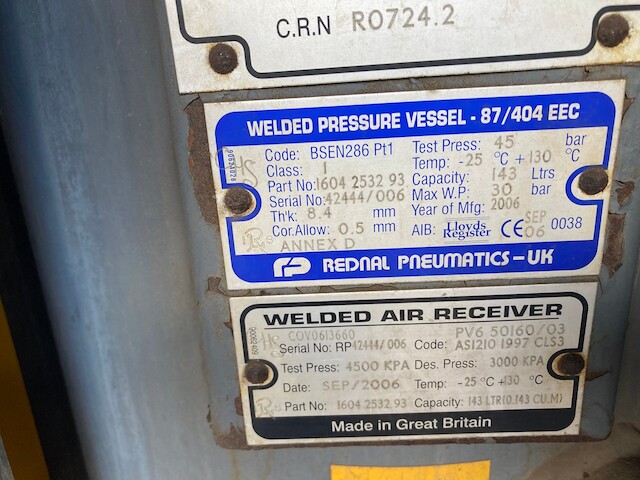 C.R.N RO724.2
WELDED PRESSURE VESSEL - 87/404 EEC
Code: BSEN286 Pt1 Test Press: 45 bar
Class: 1 Temp: -25 °C +130 °C
Part No: 1604 2532 93 Capacity: 143 Ltrs
Serial No: 42444/006 Max W.P: 30 bar
Th'k: 8.4 mm Year of Mfg: 2006
Cor.Allow: 0.5 mm AIB: Lloyds Register CE SEP 06 0038
ANNEX D
RP REDNAL PNEUMATICS-UK
WELDED AIR RECEIVER
HS COV0613660 PV6 50160/03
Serial No: RP42444/006 Code: AS1210 1997 CLS3
Test Press: 4500 KPA Des. Press: 3000 KPA
Date: SEP/2006 Temp: -25 °C +130 °C
Part No: 1604 2532 93 Capacity: 143 LTR(0.143 CU.M)
Made in Great Britain